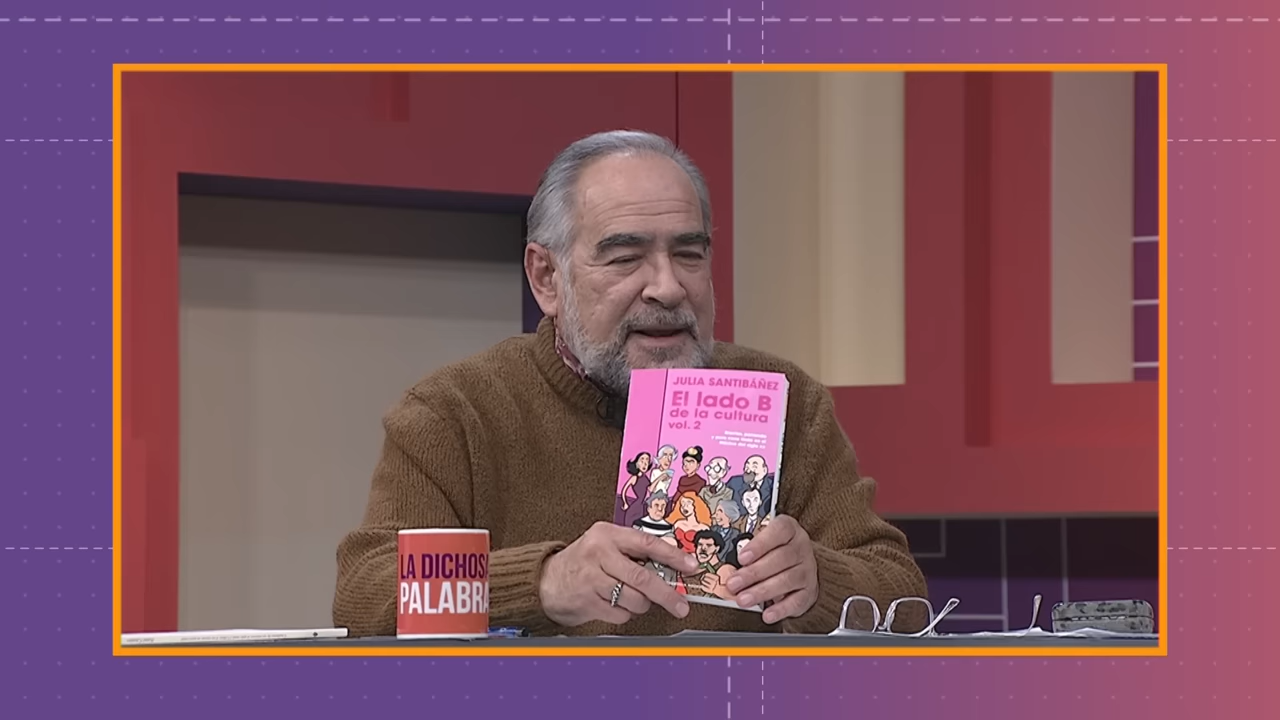 JULIA SANTIBÁÑEZ
El lado B
de la cultura
vol. 2
LA DICHOSA
PALABRA